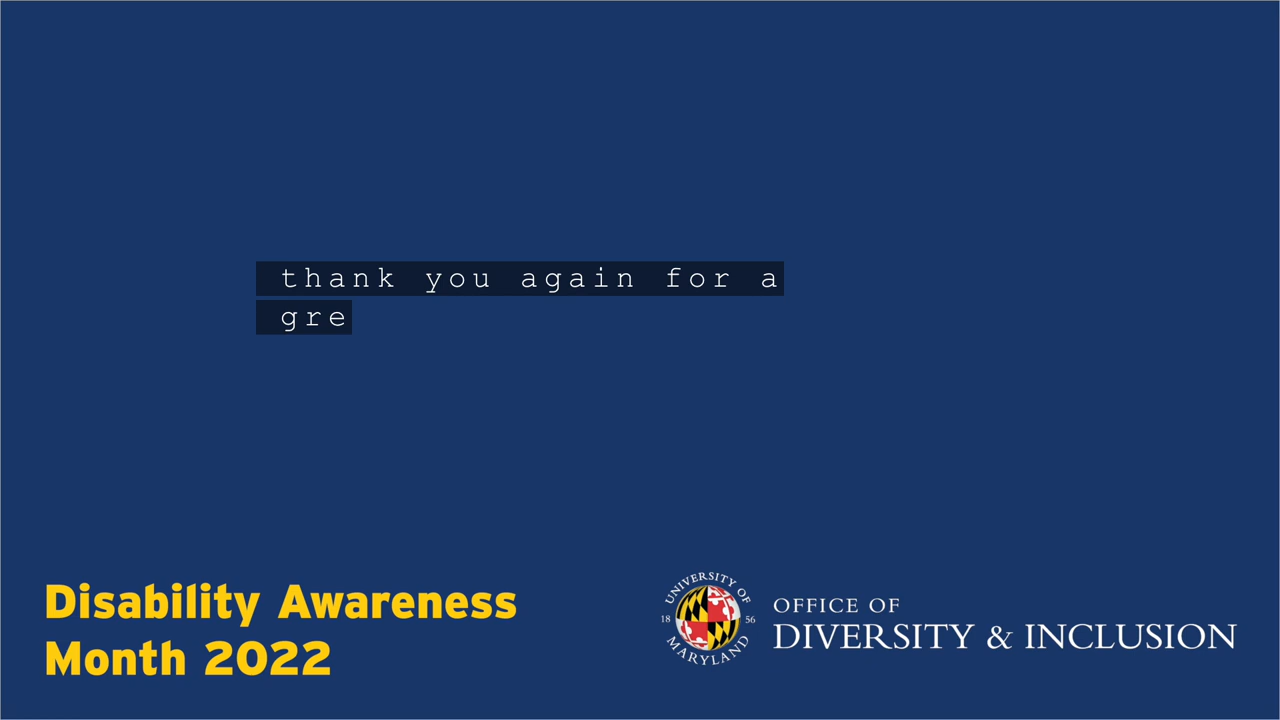 thank you again for a
gre
Disability Awareness
Month 2022
UNIVERSITY OF
18 56
MARYLAND
OFFICE OF
DIVERSITY & INCLUSION